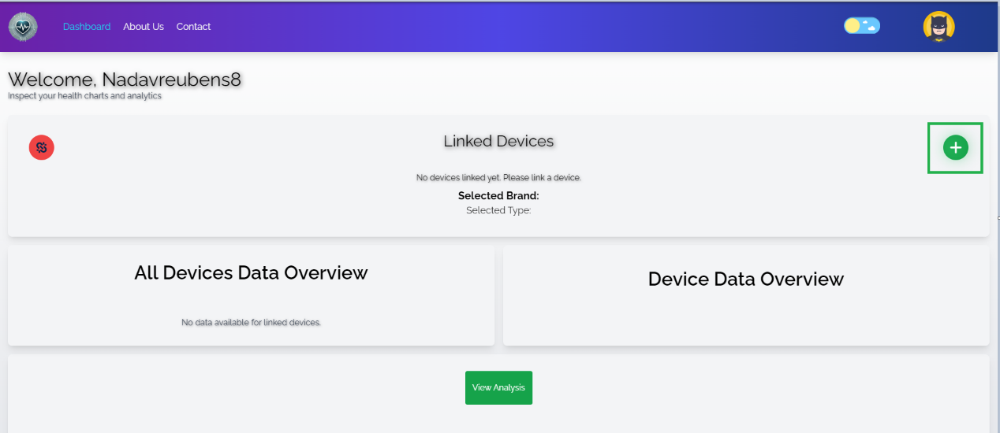 Dashboard About Us Contact
Welcome, Nadavreubens8
Inspect your health charts and analytics
Linked Devices
No devices linked yet. Please link a device.
Selected Brand:
Selected Type:
All Devices Data Overview
No data available for linked devices.
Device Data Overview
View Analysis